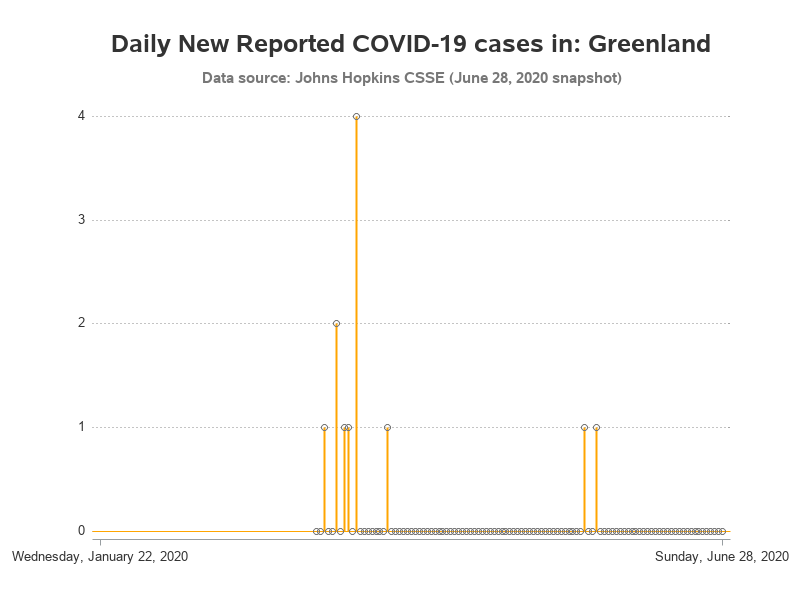 Daily New Reported COVID-19 cases in: Greenland
Data source: Johns Hopkins CSSE (June 28, 2020 snapshot)
4
3
2
1
0
Wednesday, January 22, 2020
Sunday, June 28, 2020